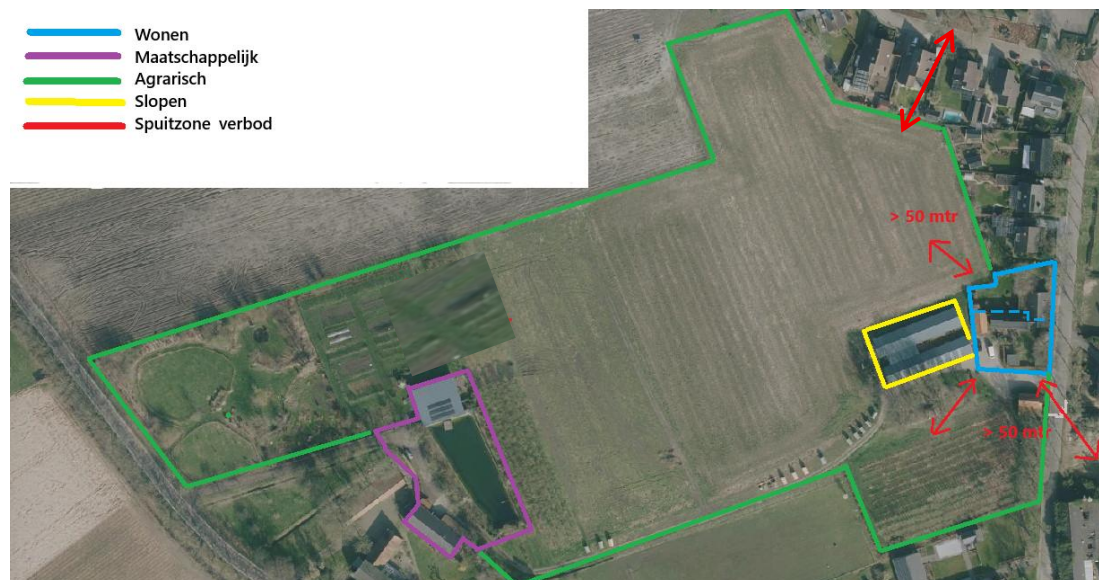 Wonen
Maatschappelijk
Agrarisch
Slopen
Spuitzone verbod
> 50 mtr
> 50 mtr